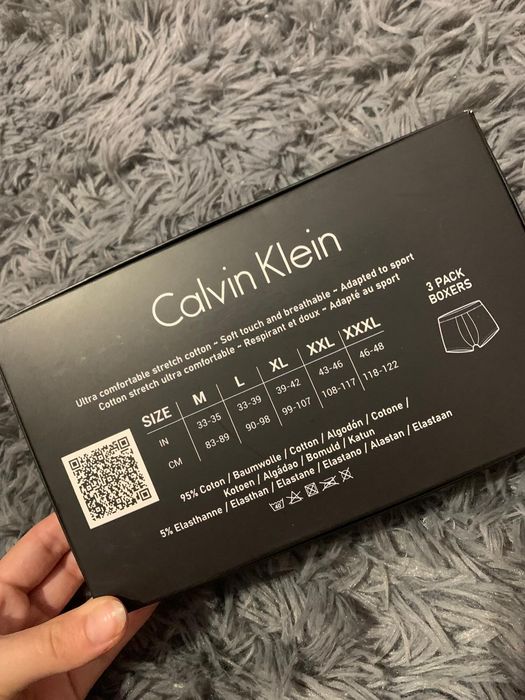 Calvin Klein
Ultra comfortable stretch cotton ~ Soft touch and breathable ~ Adapted to sport
Cotton stretch ultra comfortable ~ Respirant et doux ~ Adapté au sport
3 PACK
BOXERS
SIZE M L XL XXL XXXL
IN 33-35 33-39 39-42 43-46 46-48
CM 83-89 90-98 99-107 108-117 118-122
95% Coton / Baumwolle / Cotton / Algodón / Cotone /
Kotoen / Algádao / Bomuld / Katun
5% Elasthanne / Elasthan / Elastane / Elastano / Alastan / Elastaan
40